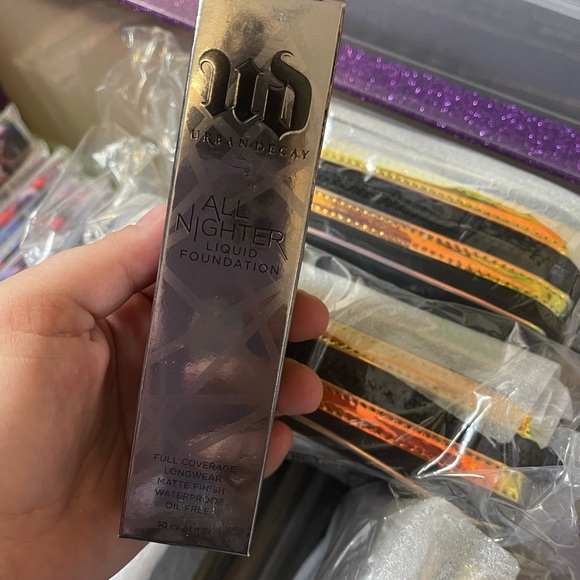 UD
URBAN DECAY
ALL
NIGHTER
LIQUID
FOUNDATION
FULL COVERAGE
LONGWEAR
MATTE FINISH
WATERPROOF
OIL FREE